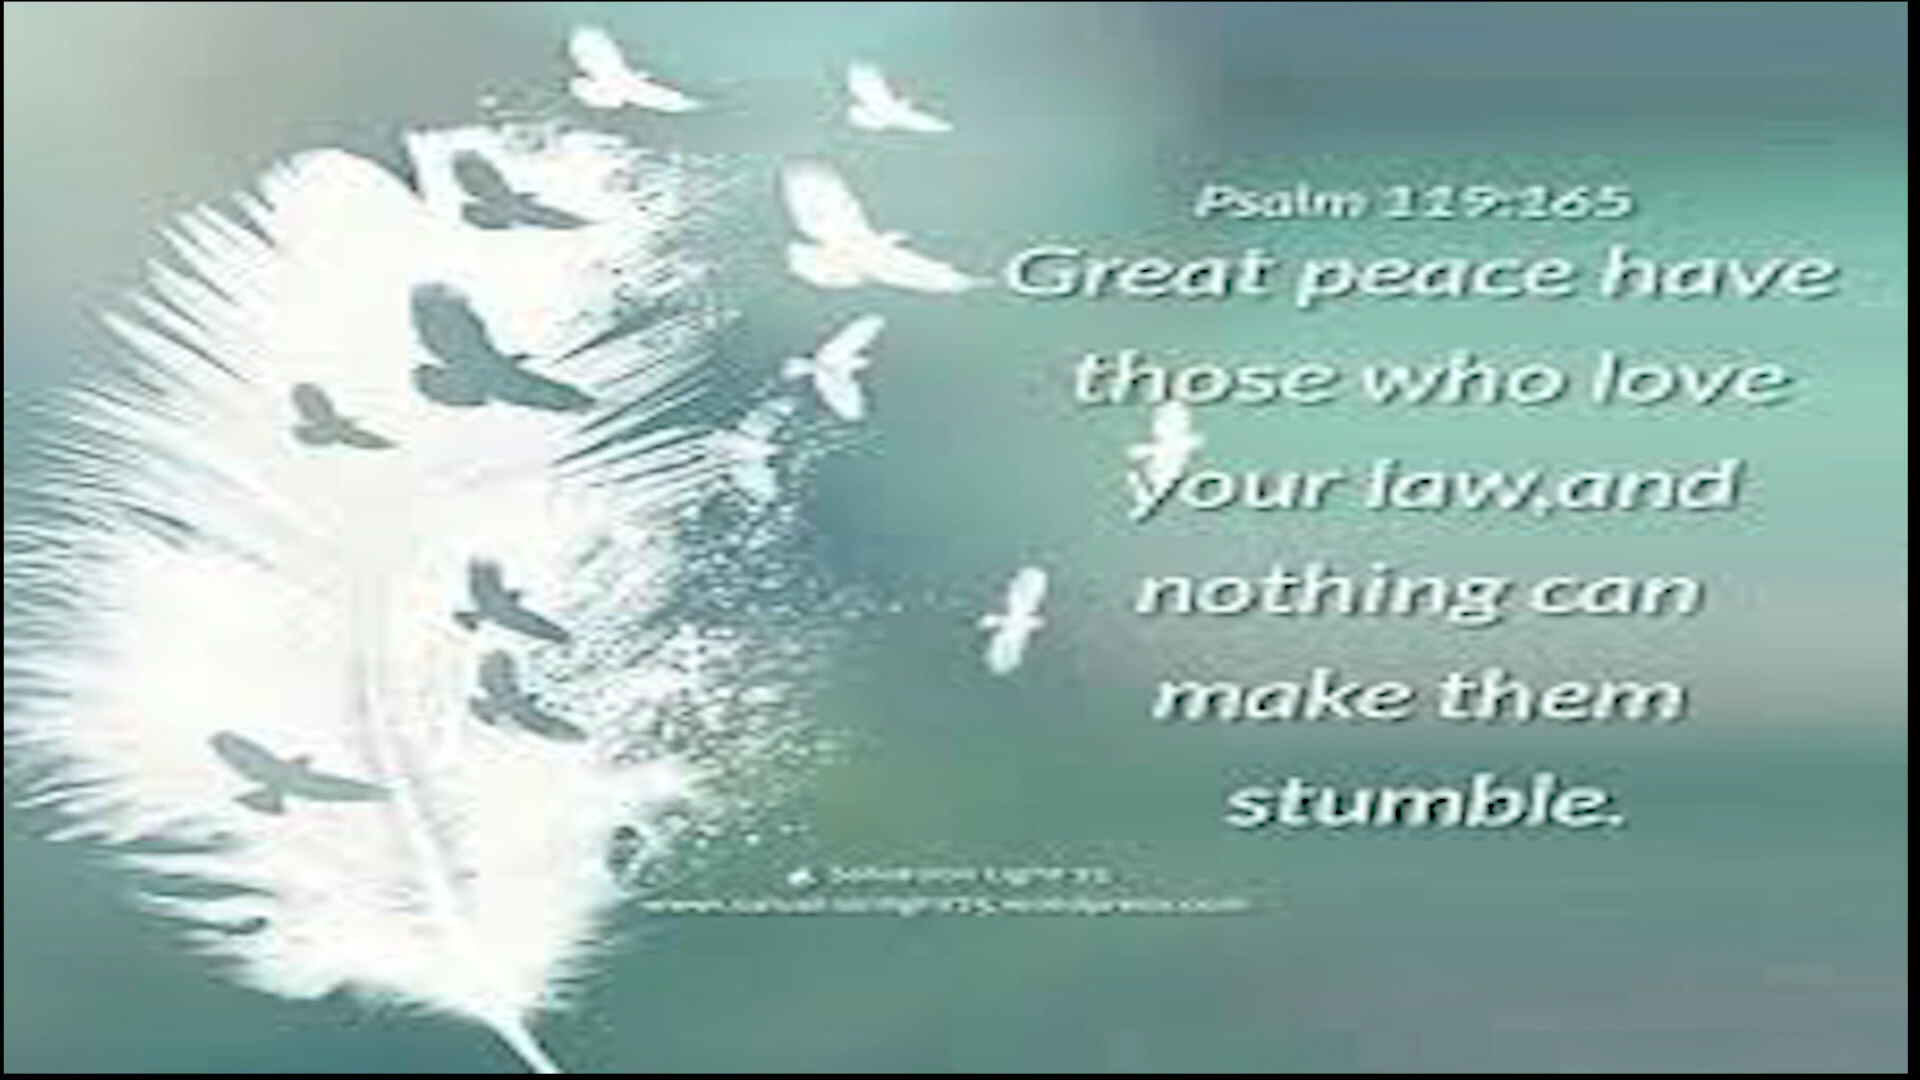 Psalm 119:165
Great peace have
those who love
your law,and
nothing can
make them
stumble.